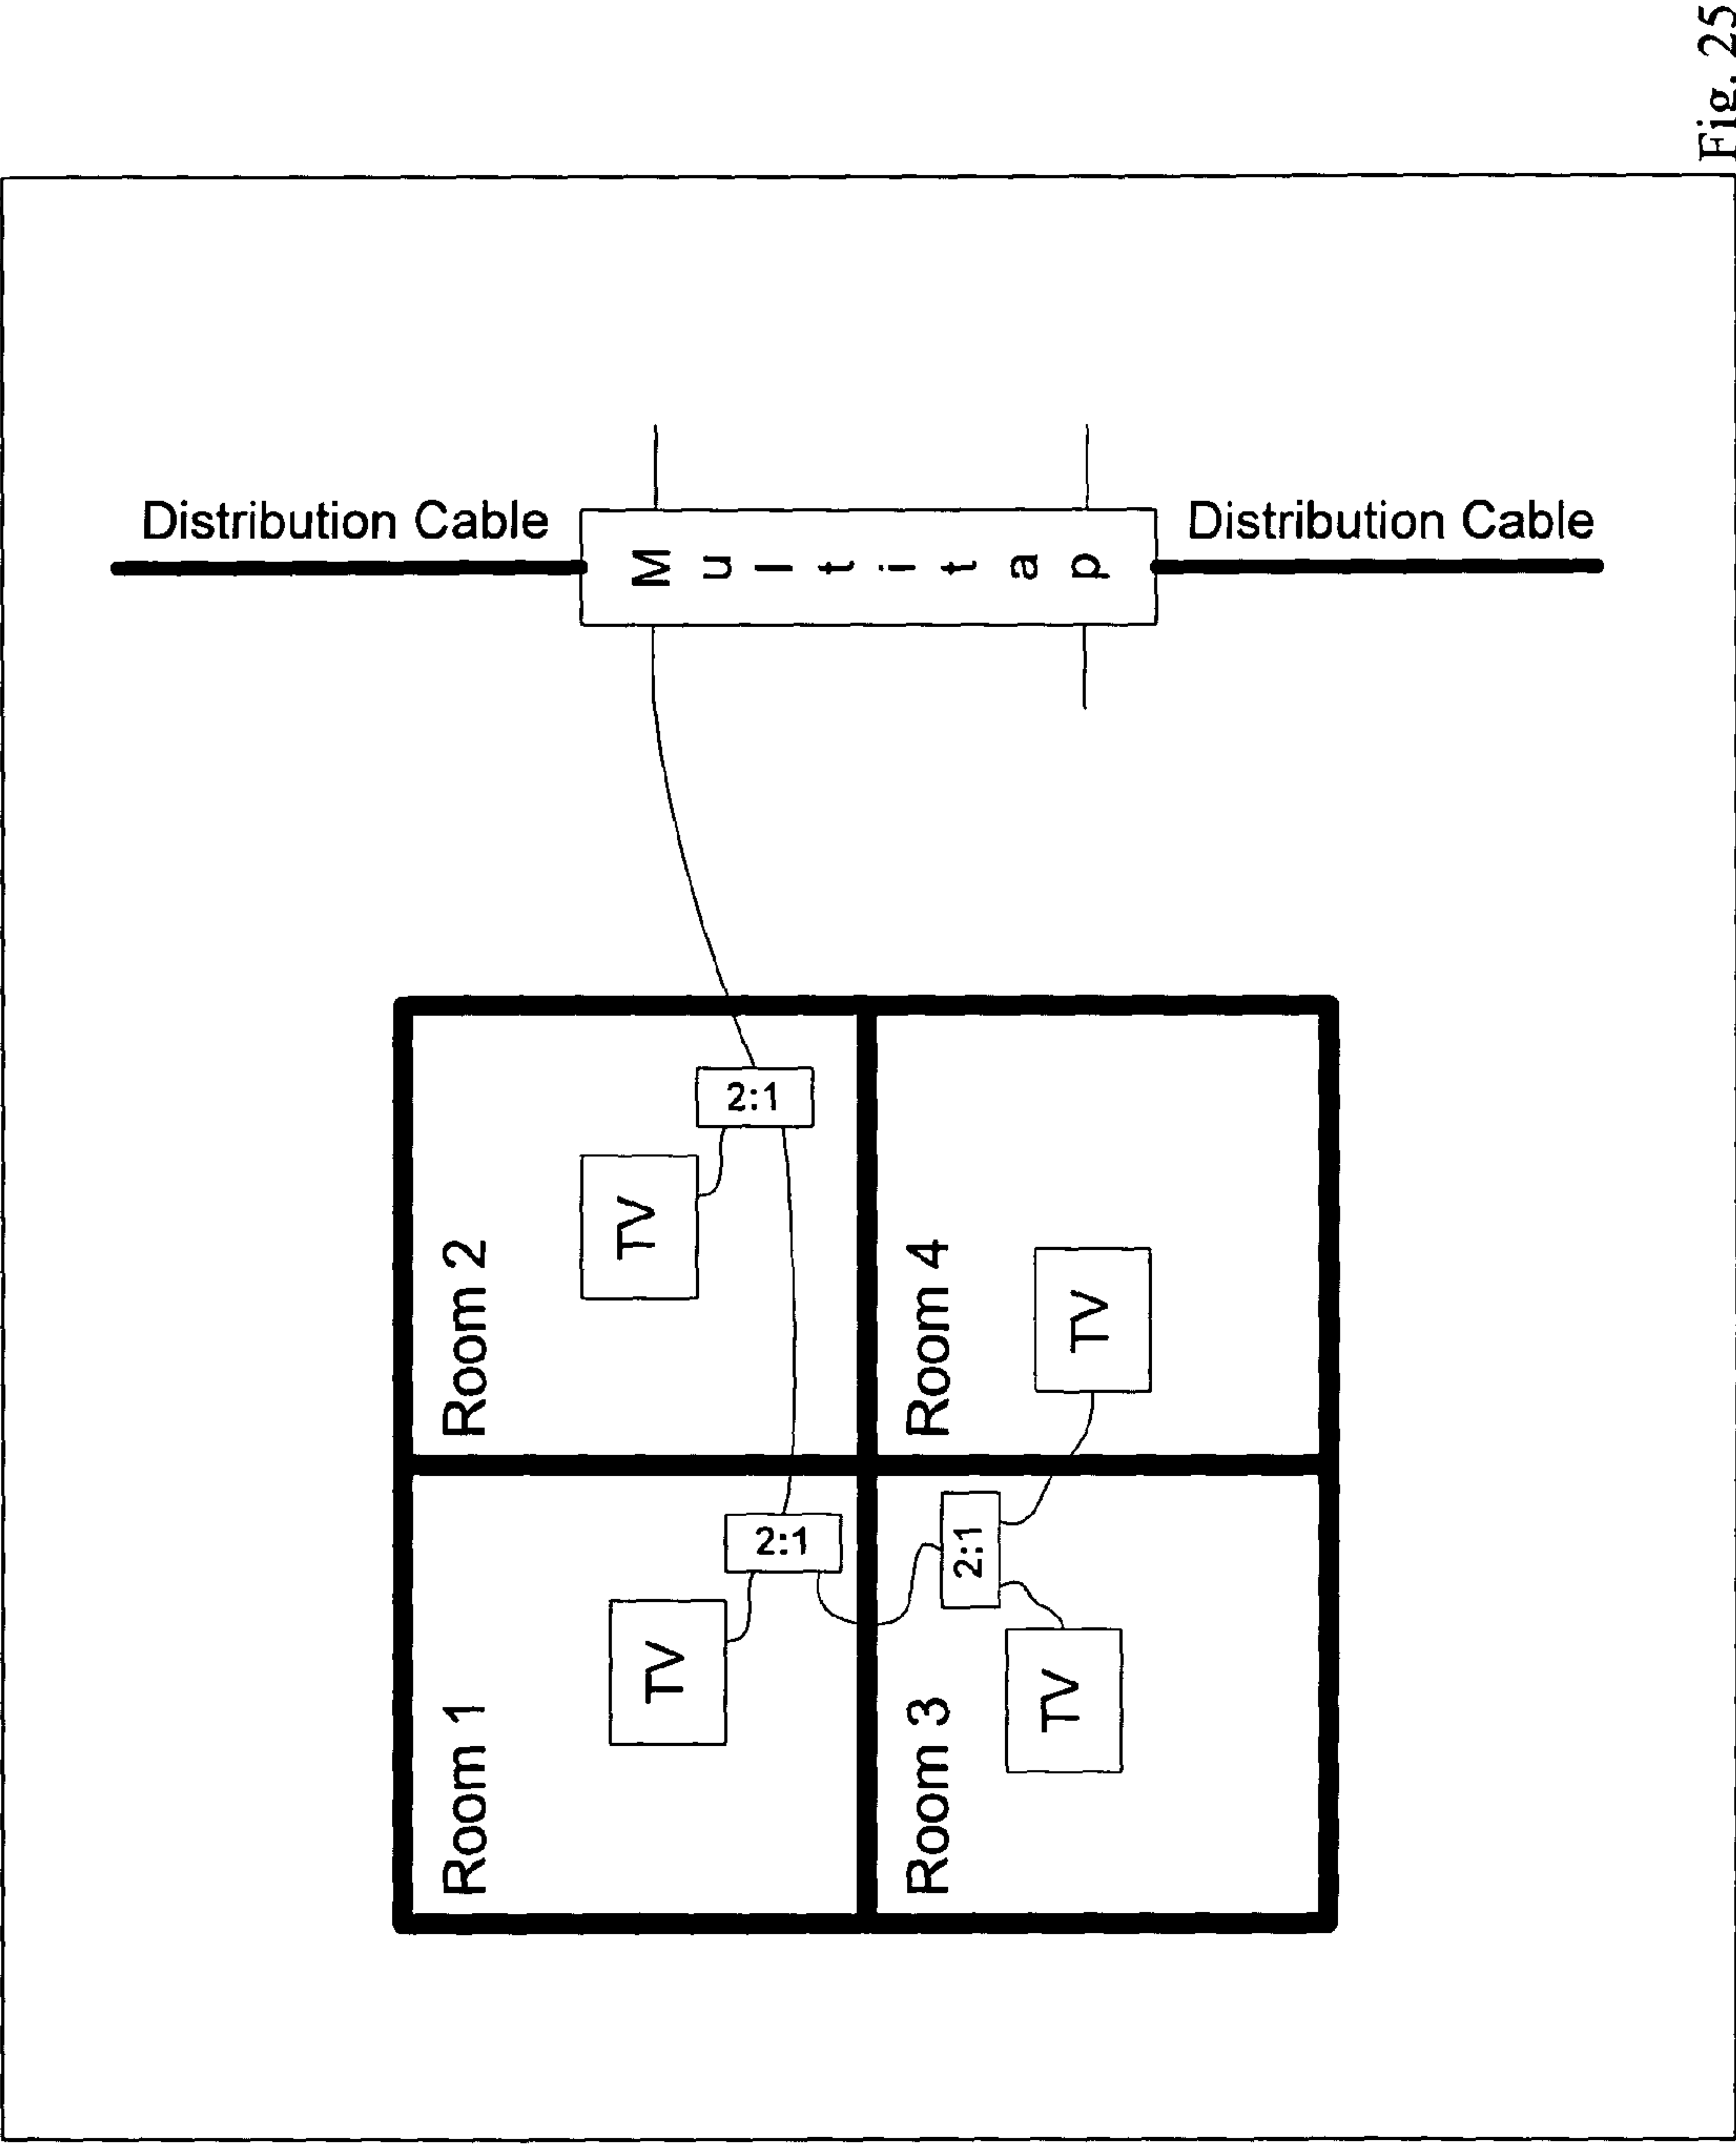 Room 1
Room 2
TV
TV
2:1
2:1
Room 3
Room 4
2:1
TV
TV
Distribution Cable
M
u
l
t
i
t
a
p
Distribution Cable
Fig. 25